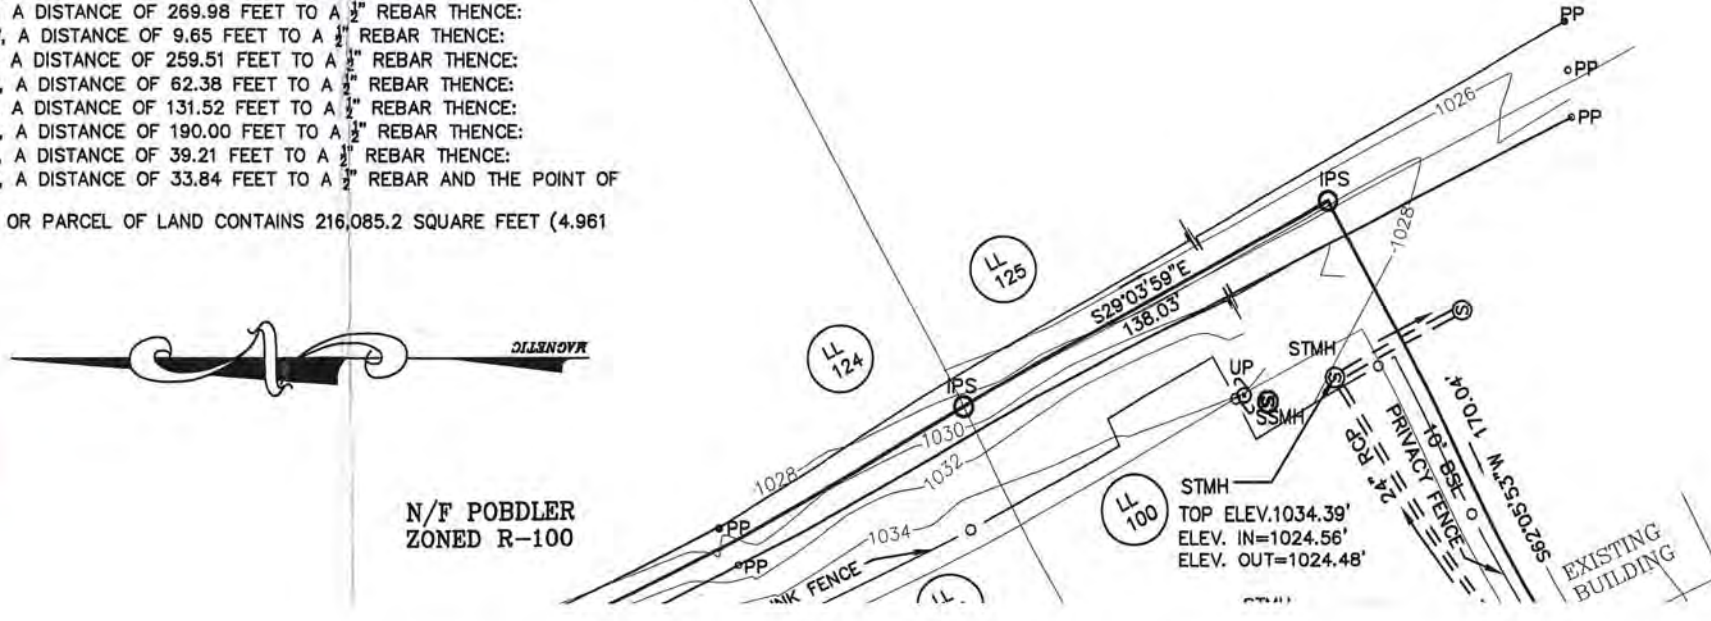 A DISTANCE OF 269.98 FEET TO A ½" REBAR THENCE:
, A DISTANCE OF 9.65 FEET TO A ½" REBAR THENCE:
A DISTANCE OF 259.51 FEET TO A ½" REBAR THENCE:
, A DISTANCE OF 62.38 FEET TO A ½" REBAR THENCE:
A DISTANCE OF 131.52 FEET TO A ½" REBAR THENCE:
, A DISTANCE OF 190.00 FEET TO A ½" REBAR THENCE:
, A DISTANCE OF 39.21 FEET TO A ½" REBAR THENCE:
, A DISTANCE OF 33.84 FEET TO A ½" REBAR AND THE POINT OF
OR PARCEL OF LAND CONTAINS 216,085.2 SQUARE FEET (4.961
MAGNETIC
N/F POBDLER
ZONED R-100
PP
PP
PP
1026
IPS
1028
LL
125
S29°03'59"E
138.03'
LL
124
IPS
1030
1032
1028
1034
PP
PP
FENCE
LL
UP
S
SSMH
STMH
S
S
LL
100
STMH
TOP ELEV.1034.39'
ELEV. IN=1024.56'
ELEV. OUT=1024.48'
24" RCP
PRIVACY FENCE
10' BSL
S62°05'53"W 170.04'
EXISTING
BUILDING